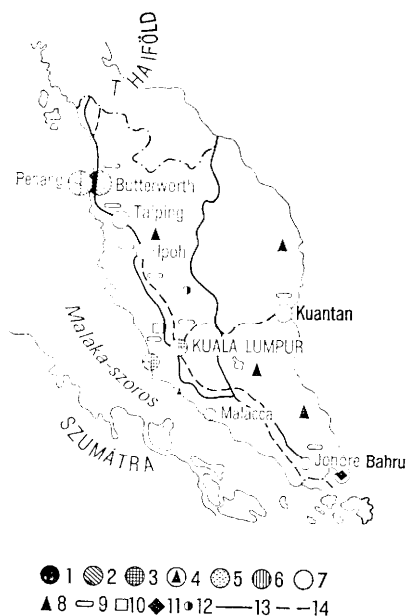 THAIFÖLD
Penang
Butterworth
Taiping
Ipoh
Kuantan
KUALA LUMPUR
Malaka-szoros
Malacca
SZUMÁTRA
Johore Bahru
1 2 3 4 5 6 7
8 9 10 11 12 13 14